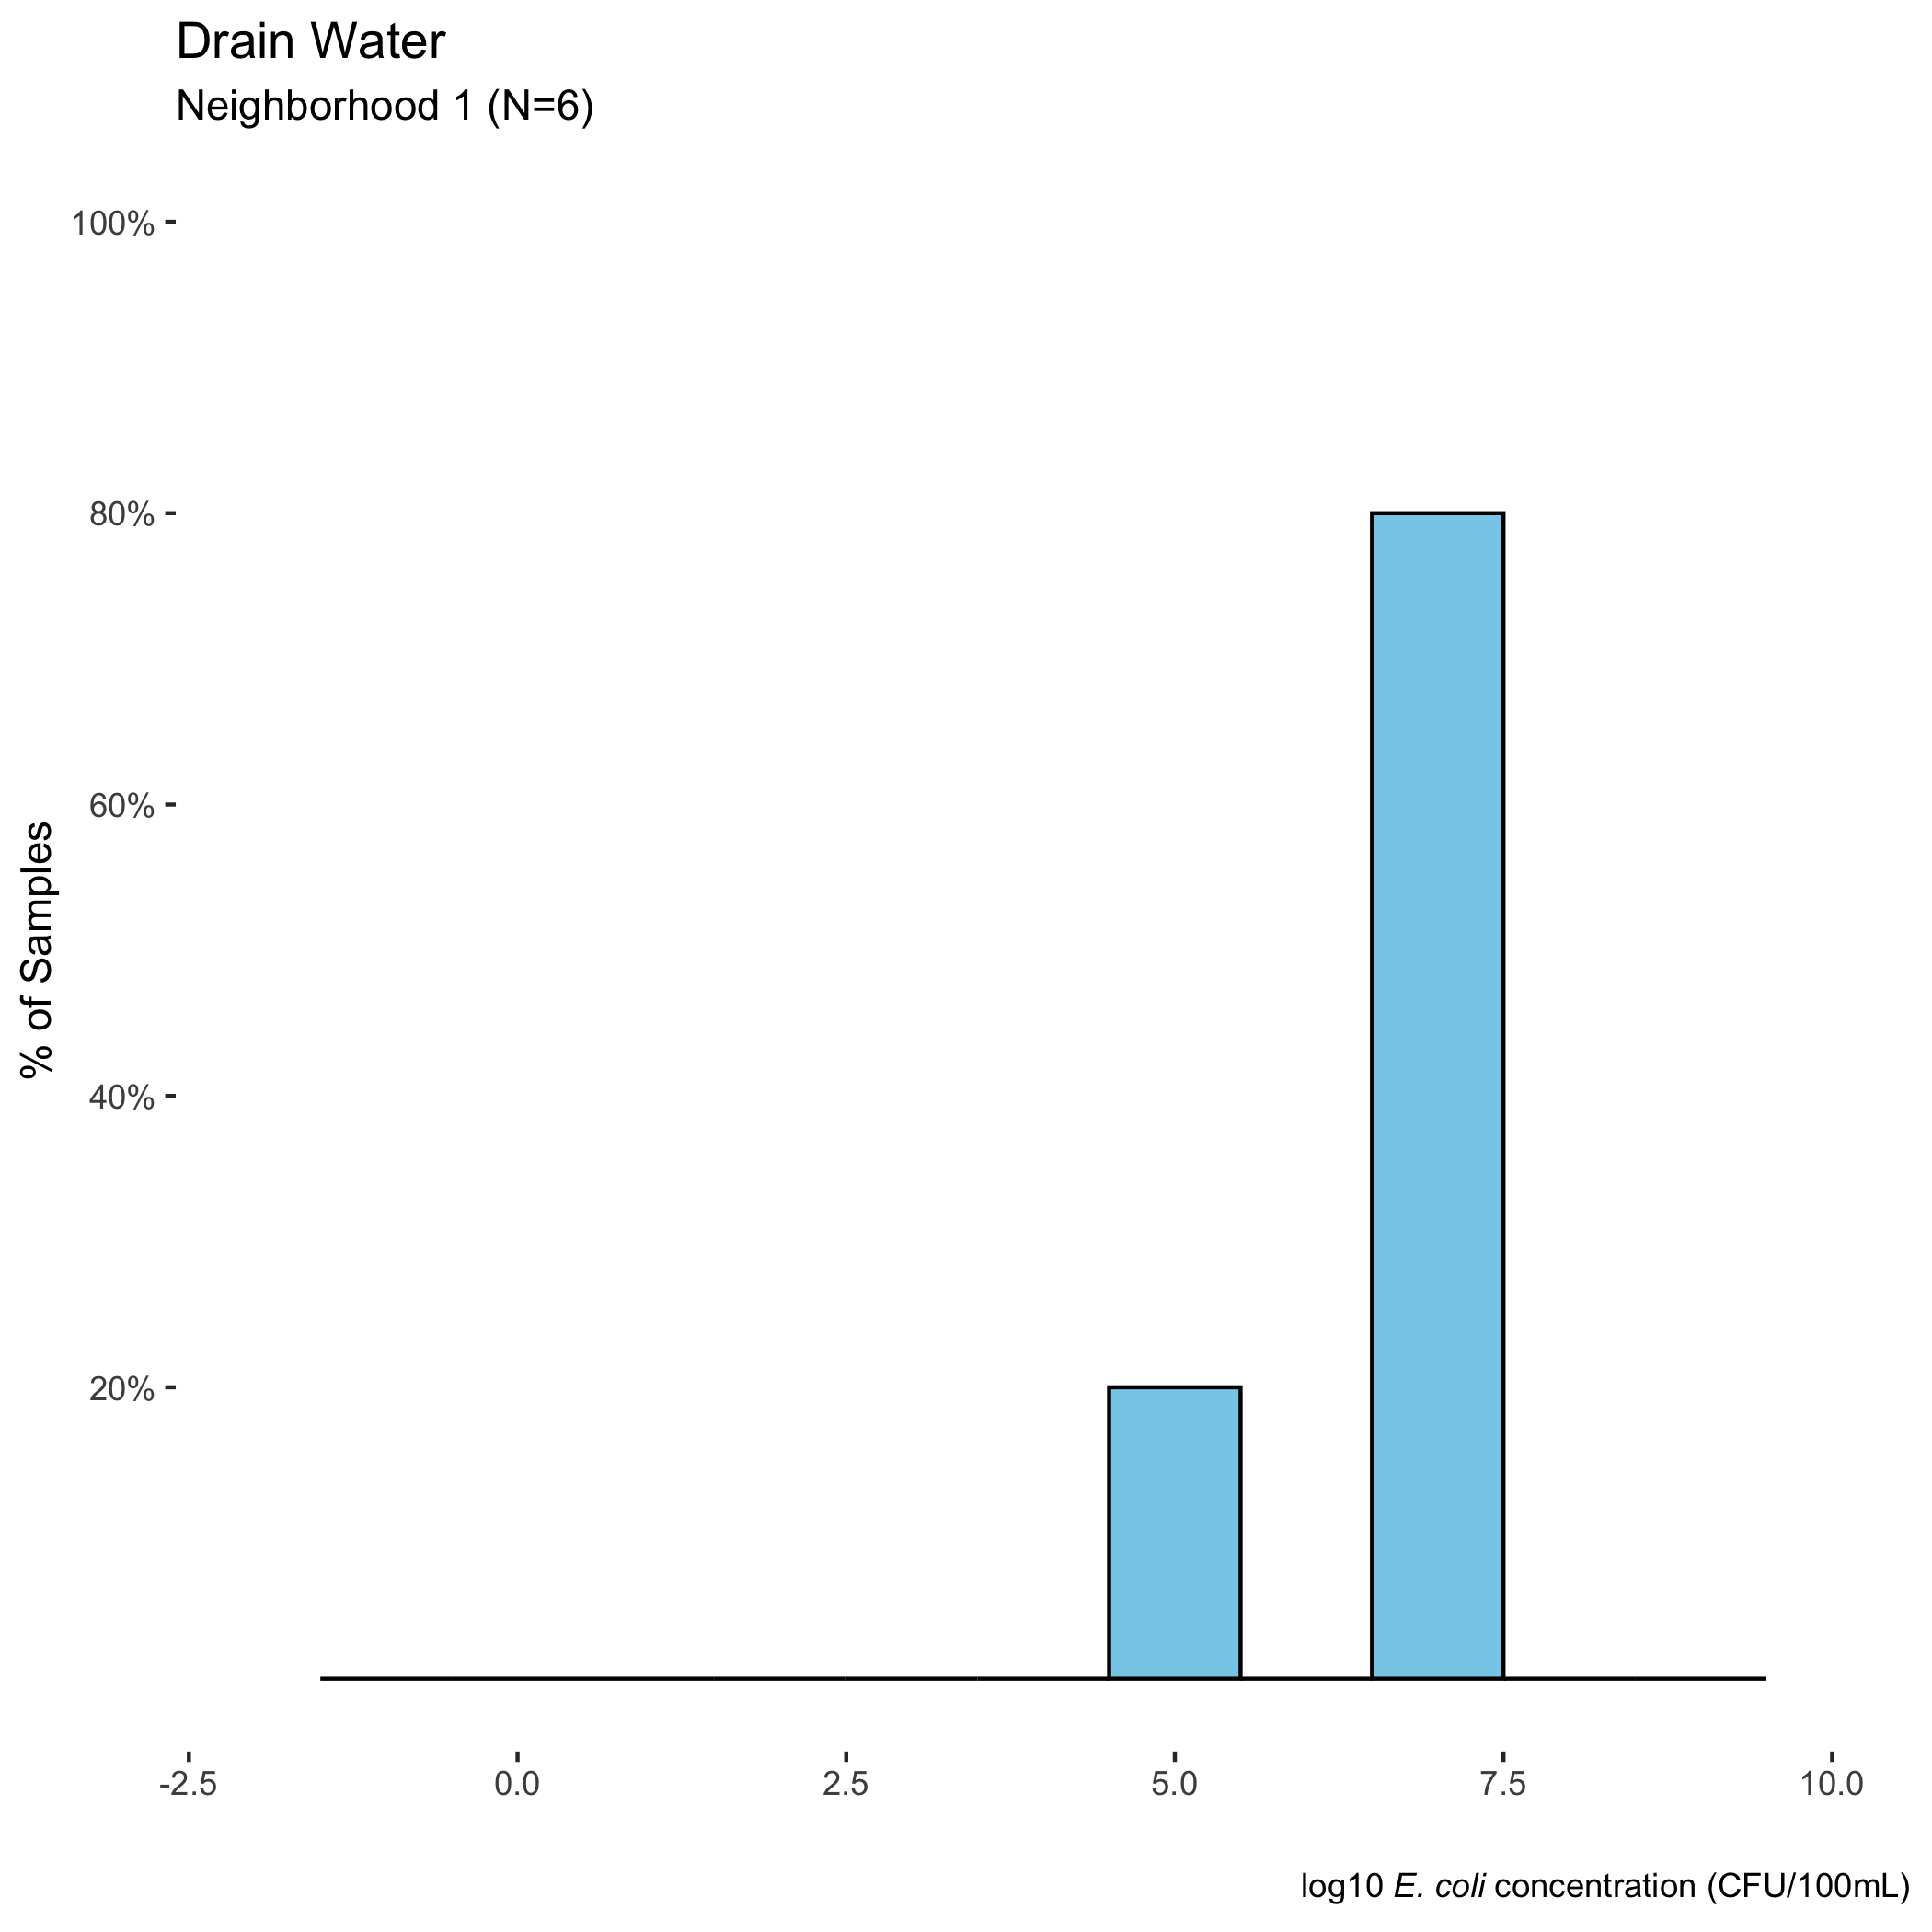 Drain Water
Neighborhood 1 (N=6)
100%
80%
60%
40%
20%
% of Samples
-2.5 0.0 2.5 5.0 7.5 10.0
log10 E. coli concentration (CFU/100mL)